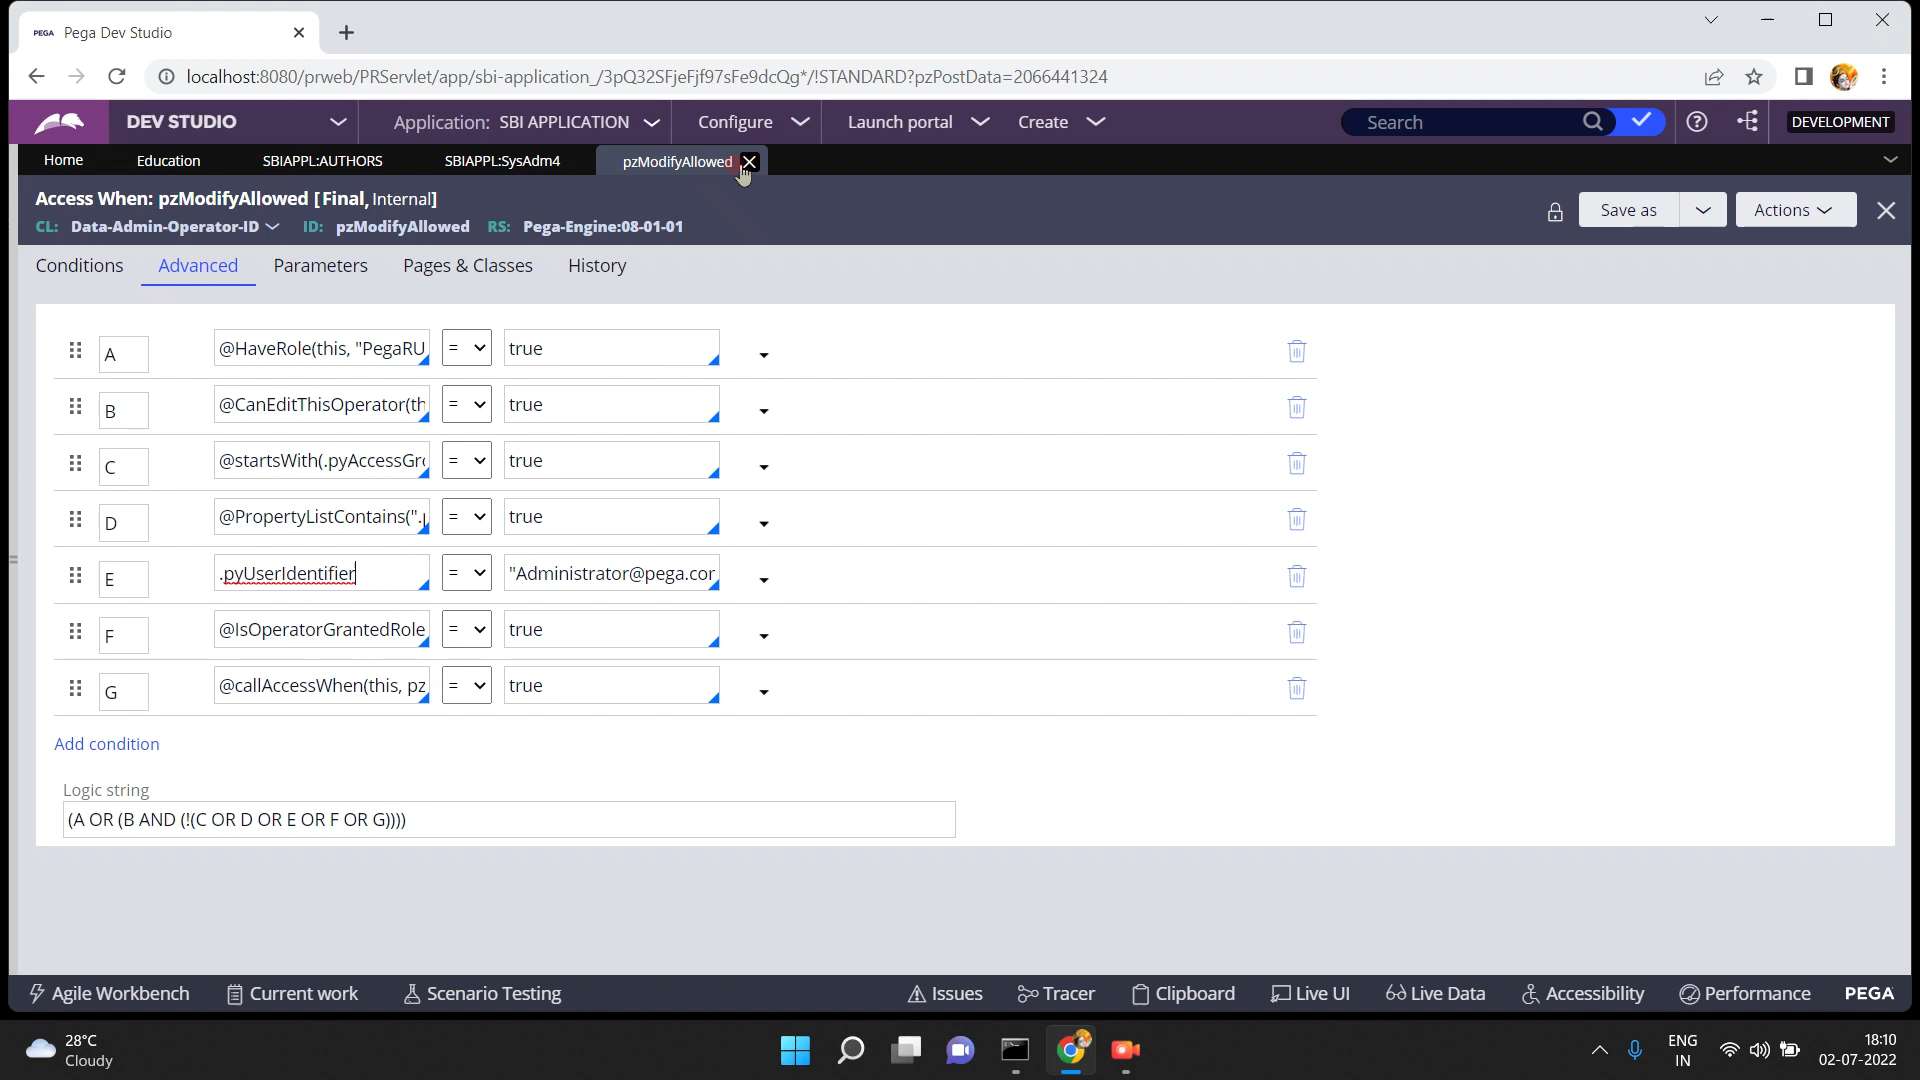 PEGA Pega Dev Studio
localhost:8080/prweb/PRServlet/app/sbi-application_/3pQ32SFjeFjf97sFe9dcQg*/!STANDARD?pzPostData=2066441324
DEV STUDIO Application: SBI APPLICATION Configure Launch portal Create Search DEVELOPMENT
Home Education SBIAPPL:AUTHORS SBIAPPL:SysAdm4 pzModifyAllowed
Access When: pzModifyAllowed [Final, Internal]
Save as Actions
CL: Data-Admin-Operator-ID ID: pzModifyAllowed RS: Pega-Engine:08-01-01
Conditions Advanced Parameters Pages & Classes History
A @HaveRole(this, "PegaRU = true
B @CanEditThisOperator(th = true
C @startsWith(.pyAccessGr = true
D @PropertyListContains(". = true
E .pyUserIdentifier = "Administrator@pega.cor
F @IsOperatorGrantedRole = true
G @callAccessWhen(this, pz = true
Add condition
Logic string
(A OR (B AND (!(C OR D OR E OR F OR G))))
Agile Workbench Current work Scenario Testing Issues Tracer Clipboard Live UI Live Data Accessibility Performance PEGA
28°C
Cloudy
ENG
IN
18:10
02-07-2022